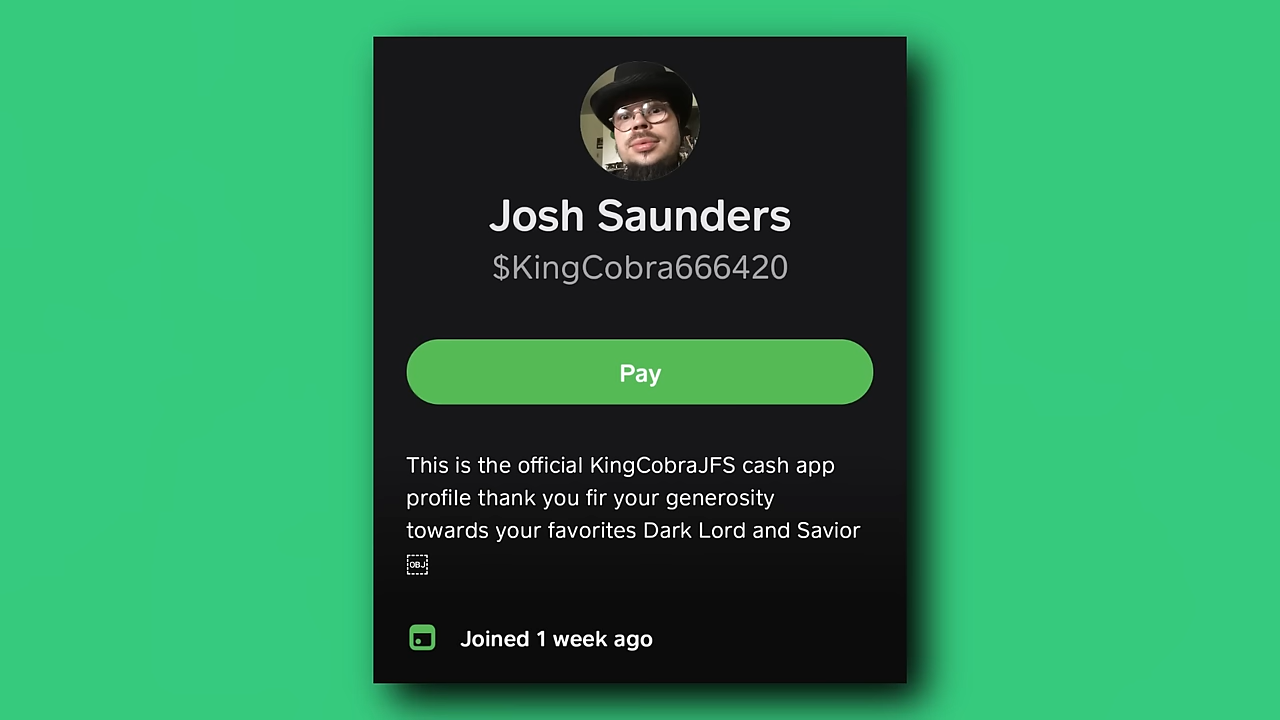 Josh Saunders
$KingCobra666420
Pay
This is the official KingCobraJFS cash app
profile thank you fir your generosity
towards your favorites Dark Lord and Savior
OBJ
Joined 1 week ago